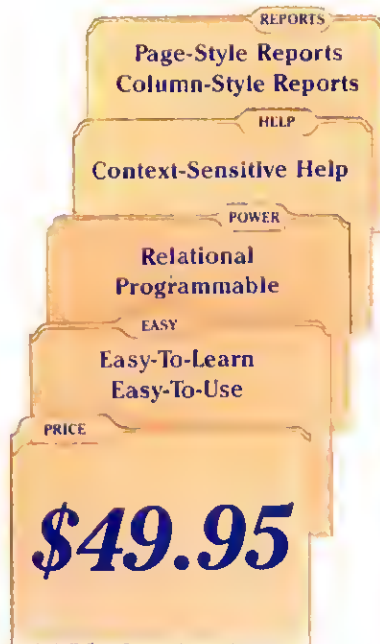 REPORTS
Page-Style Reports
Column-Style Reports
HELP
Context-Sensitive Help
POWER
Relational
Programmable
EASY
Easy-To-Learn
Easy-To-Use
PRICE
$49.95